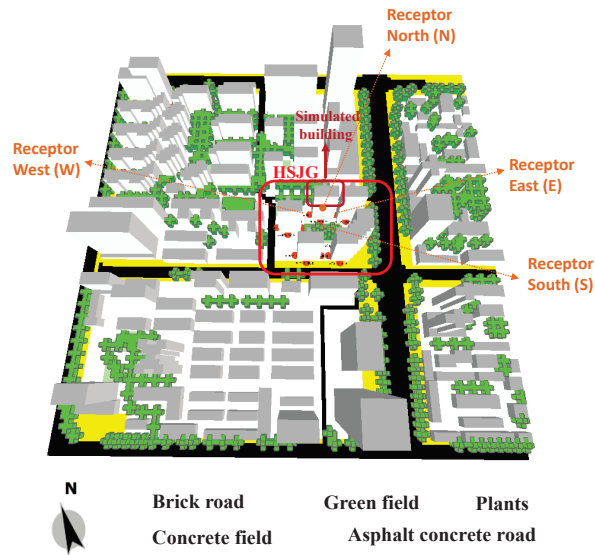 Receptor
North (N)
Simulated
building
Receptor
West (W)
HSJG
Receptor
East (E)
Receptor
South (S)
N
Brick road
Green field
Plants
Concrete field
Asphalt concrete road